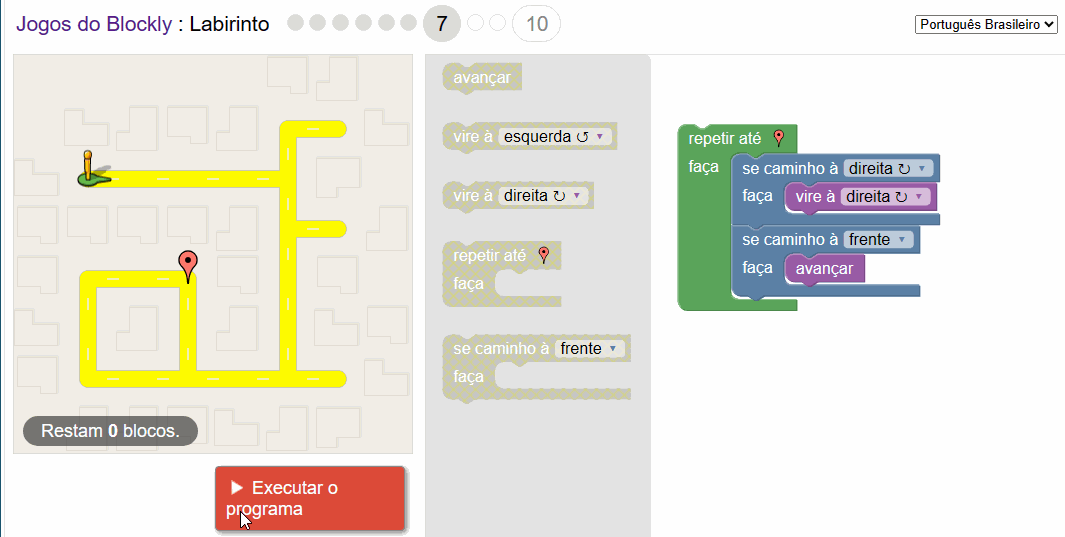 Jogos do Blockly : Labirinto 7 10 Português Brasileiro
avançar
vire à esquerda ↺
vire à direita ↻
repetir até
faça
se caminho à frente
faça
repetir até
faça
se caminho à direita ↻
faça vire à direita ↻
se caminho à frente
faça avançar
Restam 0 blocos.
Executar o
programa